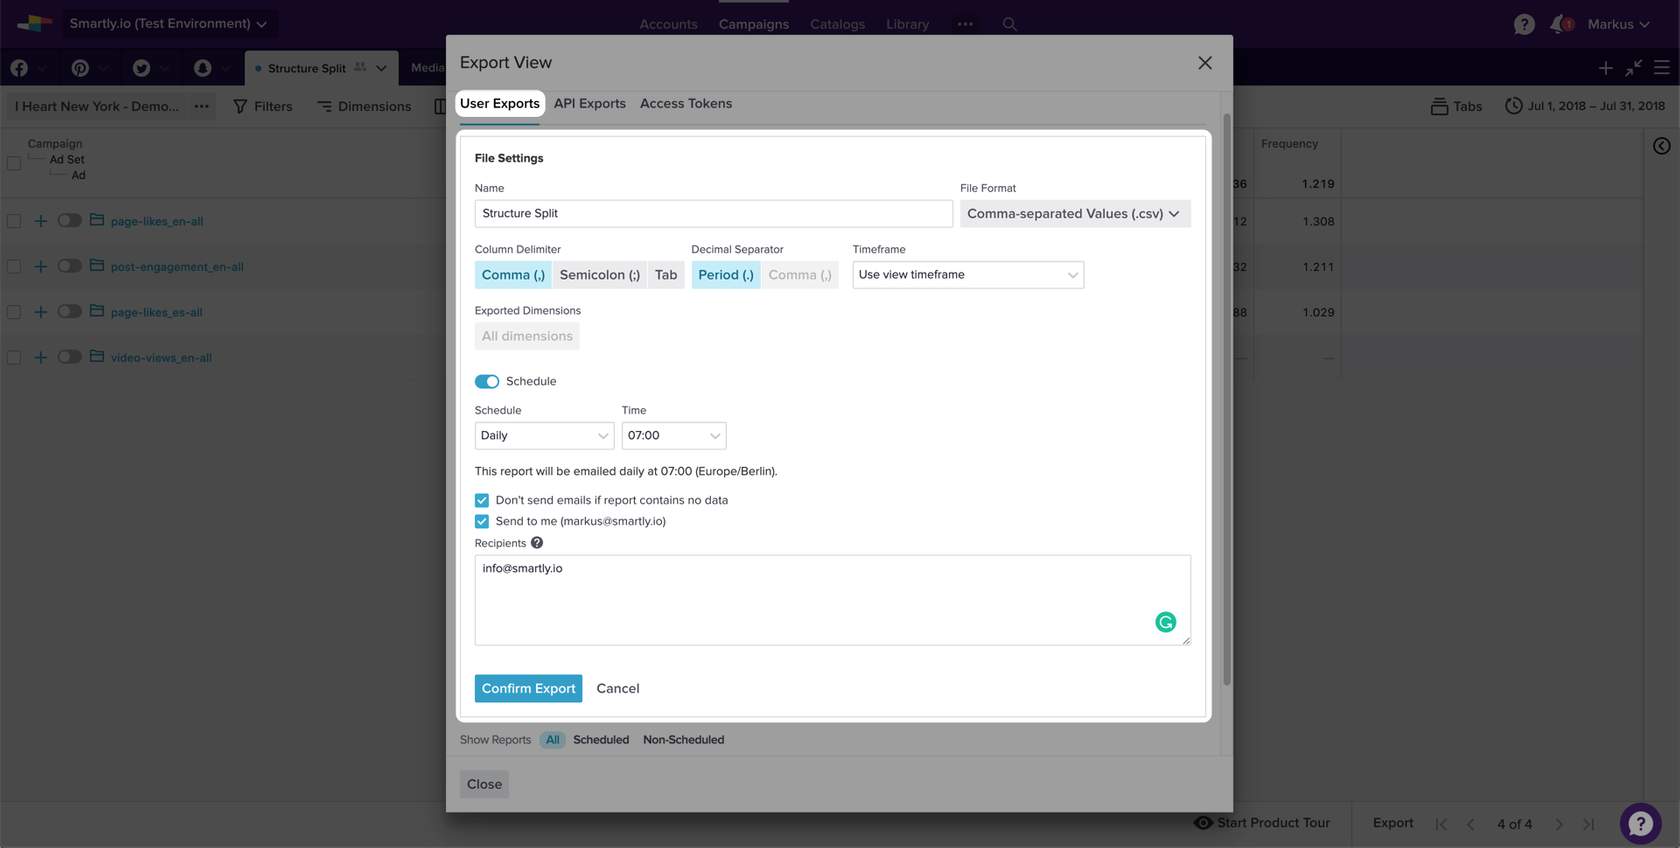 Smartly.io (Test Environment)
Accounts Campaigns Catalogs Library ···
1 Markus
Structure Split Media
I Heart New York - Demo... ··· Filters Dimensions Tabs Jul 1, 2018 – Jul 31, 2018
Export View
User Exports API Exports Access Tokens
Campaign
Ad Set
Ad
Frequency
36 1.219
page-likes_en-all 12 1.308
post-engagement_en-all 32 1.211
page-likes_es-all 88 1.029
video-views_en-all — —
File Settings
Name File Format
Structure Split Comma-separated Values (.csv)
Column Delimiter Decimal Separator Timeframe
Comma (,) Semicolon (;) Tab Period (.) Comma (,) Use view timeframe
Exported Dimensions
All dimensions
Schedule
Schedule Time
Daily 07:00
This report will be emailed daily at 07:00 (Europe/Berlin).
Don't send emails if report contains no data
Send to me (markus@smartly.io)
Recipients ?
info@smartly.io
Confirm Export Cancel
Show Reports All Scheduled Non-Scheduled
Close
Start Product Tour Export 4 of 4 ?